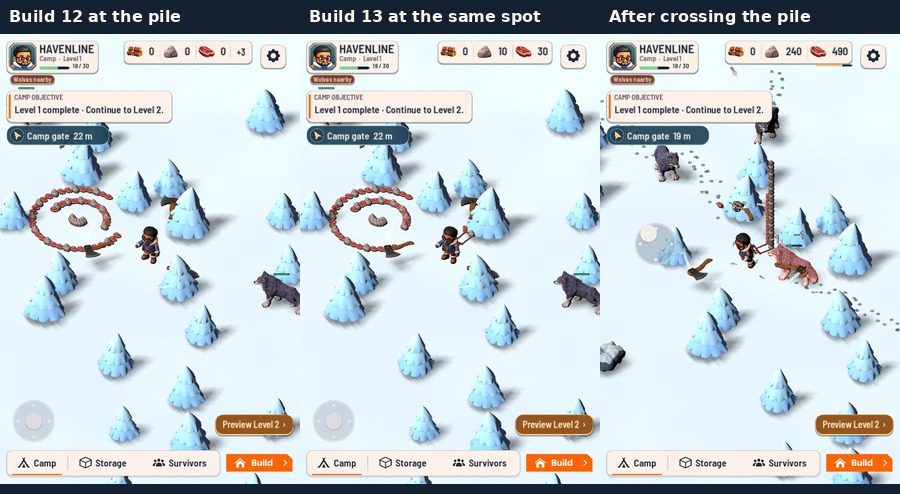 Build 12 at the pile
HAVENLINE
Camp · Level 1
18 / 30
0 0 0 +3
Wolves nearby
CAMP OBJECTIVE
Level 1 complete · Continue to Level 2.
Camp gate 22 m
Preview Level 2 ›
Camp Storage Survivors Build ›
Build 13 at the same spot
HAVENLINE
Camp · Level 1
18 / 30
0 10 30
Wolves nearby
CAMP OBJECTIVE
Level 1 complete · Continue to Level 2.
Camp gate 22 m
Preview Level 2 ›
Camp Storage Survivors Build ›
After crossing the pile
HAVENLINE
Camp · Level 1
18 / 30
0 240 490
Wolves nearby
CAMP OBJECTIVE
Level 1 complete · Continue to Level 2.
Camp gate 19 m
Preview Level 2 ›
Camp Storage Survivors Build ›